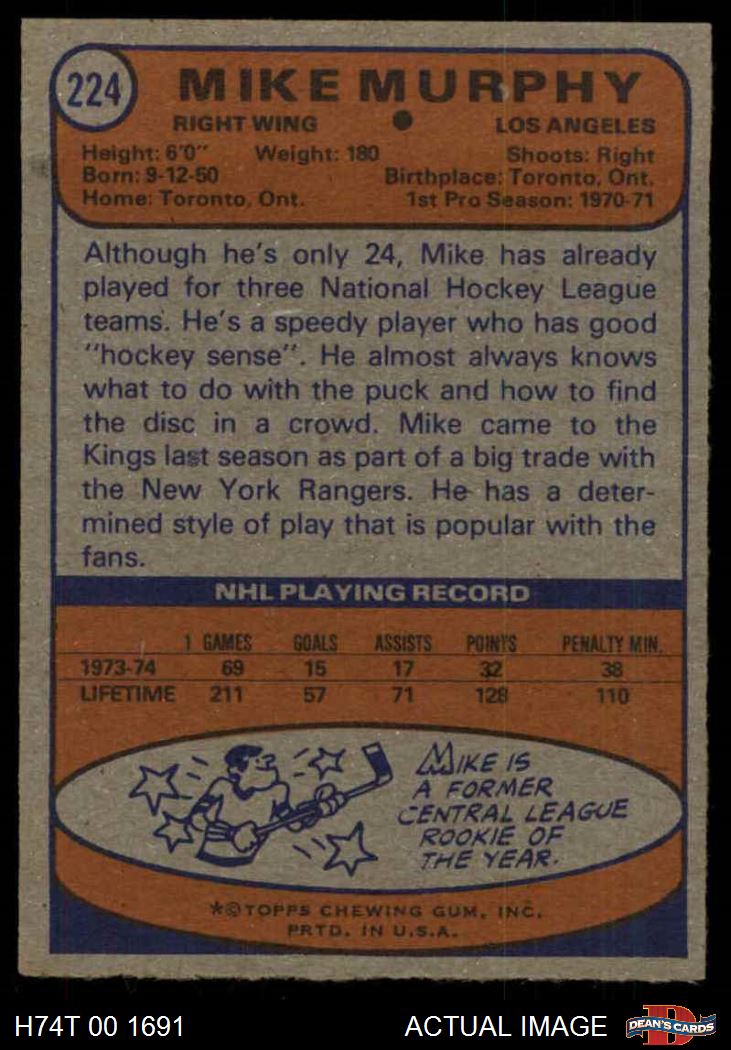 224
MIKE MURPHY
RIGHT WING LOS ANGELES
Height: 6'0" Weight: 180 Shoots: Right
Born: 9-12-50 Birthplace: Toronto, Ont.
Home: Toronto, Ont. 1st Pro Season: 1970-71
Although he's only 24, Mike has already
played for three National Hockey League
teams. He's a speedy player who has good
"hockey sense". He almost always knows
what to do with the puck and how to find
the disc in a crowd. Mike came to the
Kings last season as part of a big trade with
the New York Rangers. He has a deter-
mined style of play that is popular with the
fans.
NHL PLAYING RECORD
1 GAMES GOALS ASSISTS POINTS PENALTY MIN.
1973-74 69 15 17 32 38
LIFETIME 211 57 71 128 110
MIKE IS
A FORMER
CENTRAL LEAGUE
ROOKIE OF
THE YEAR.
*©TOPPS CHEWING GUM, INC.
PRTD. IN U.S.A.
H74T 00 1691 ACTUAL IMAGE D DEAN'S CARDS